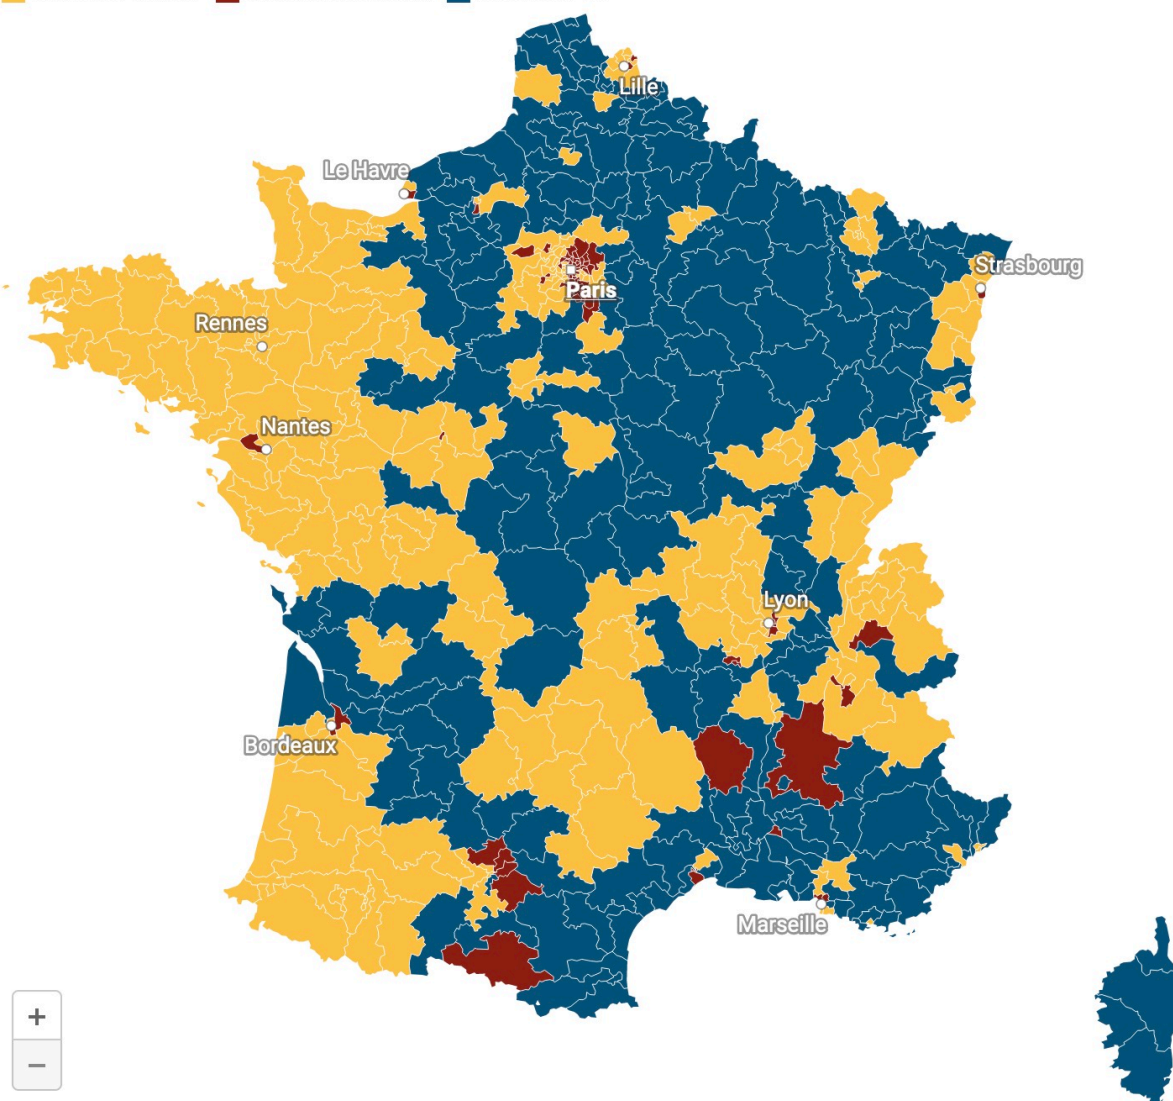 Lille
Le Havre
Strasbourg
Paris
Rennes
Nantes
Lyon
Bordeaux
Marseille
+
−